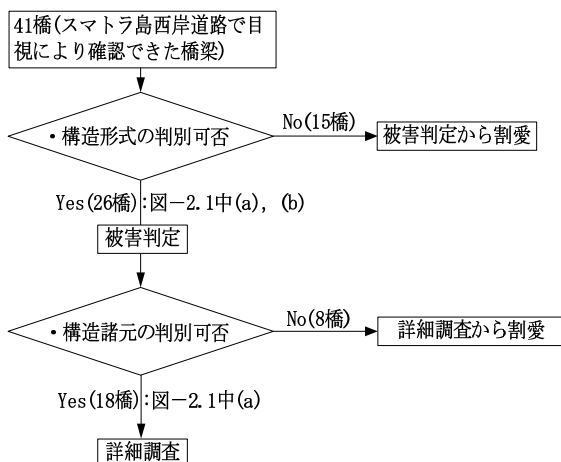 41橋(スマトラ島西岸道路で目
視により確認できた橋梁)
・構造形式の判別可否
No(15橋)
被害判定から割愛
Yes(26橋):図－2.1中(a), (b)
被害判定
・構造諸元の判別可否
No(8橋)
詳細調査から割愛
Yes(18橋):図－2.1中(a)
詳細調査